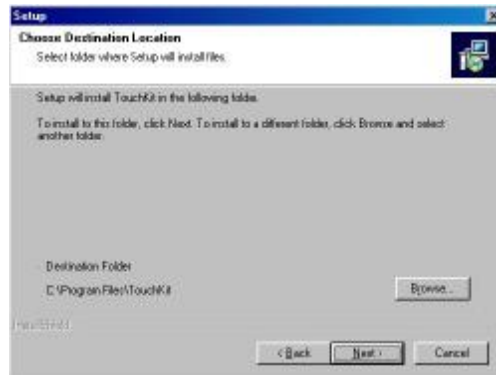 Setup
Choose Destination Location
Select folder where Setup will install files.
Setup will install TouchKit in the following folder.
To install to this folder, click Next. To install to a different folder, click Browse and select
another folder.
Destination Folder
C:\Program Files\TouchKit
Browse...
InstallShield
< Back
Next >
Cancel